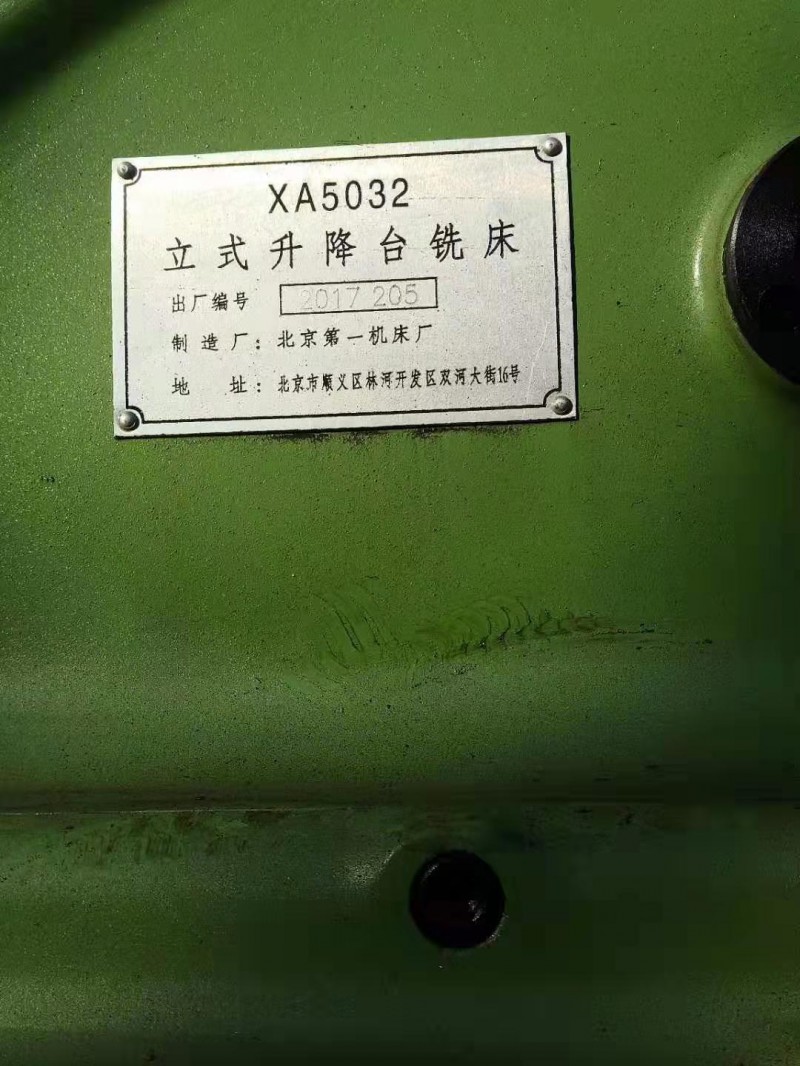 XA5032
立式升降台铣床
出厂编号 2017 205
制造厂：北京第一机床厂
地 址：北京市顺义区林河开发区双河大街16号